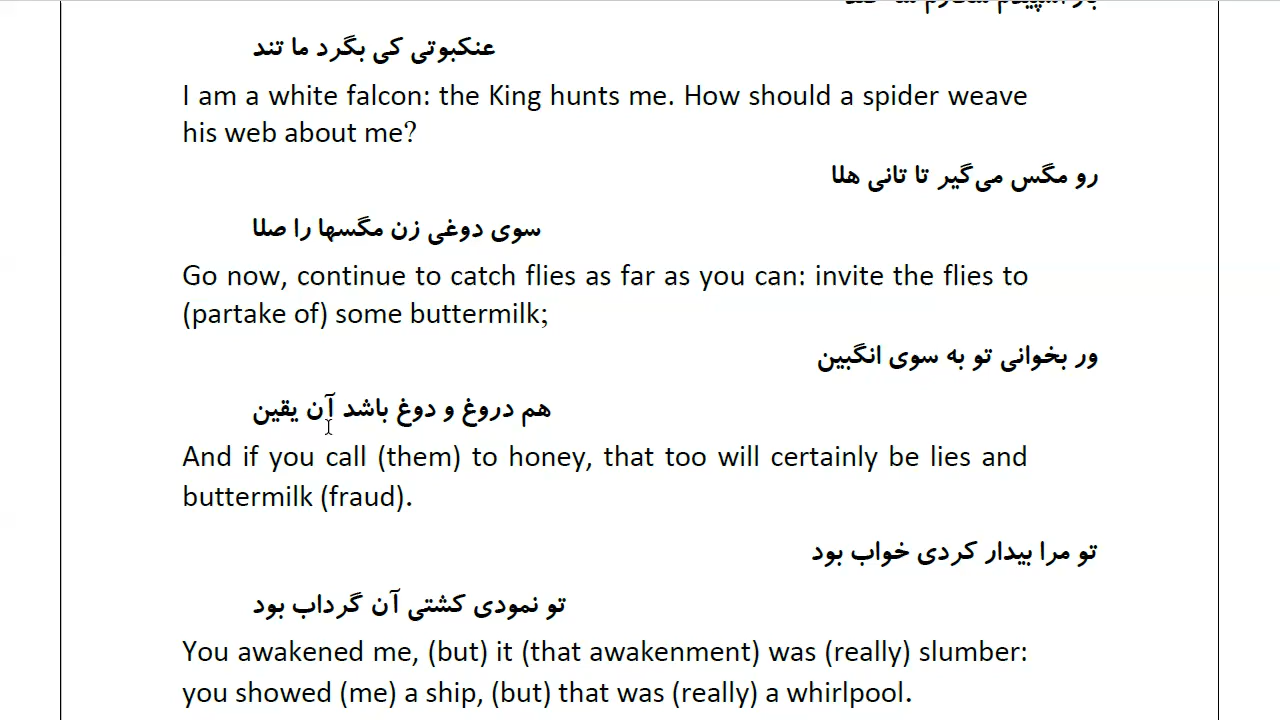 عنکبوتی کی بگرد ما تند
I am a white falcon: the King hunts me. How should a spider weave
his web about me?
رو مگس می‌گیر تا تانی هلا
سوی دوغی زن مگسها را صلا
Go now, continue to catch flies as far as you can: invite the flies to
(partake of) some buttermilk;
ور بخوانی تو به سوی انگبین
هم دروغ و دوغ باشد آن یقین
And if you call (them) to honey, that too will certainly be lies and
buttermilk (fraud).
تو مرا بیدار کردی خواب بود
تو نمودی کشتی آن گرداب بود
You awakened me, (but) it (that awakenment) was (really) slumber:
you showed (me) a ship, (but) that was (really) a whirlpool.